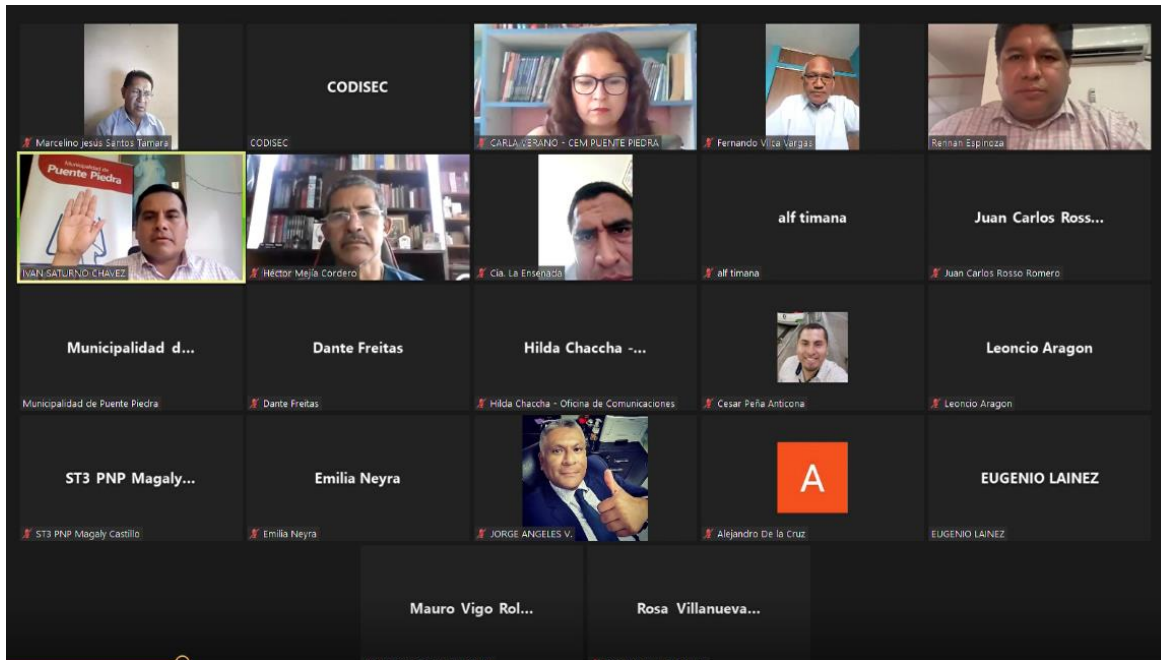 Marcelino jesús Santos Tamara
CODISEC
CODISEC
CARLA VERANO - CEM PUENTE PIEDRA
Fernando Vilca Vargas
Rennan Espinoza
Municipalidad de
Puente Piedra
IVAN SATURNO CHAVEZ
Héctor Mejía Cordero
Cia. La Ensenada
alf timana
alf timana
Juan Carlos Ross...
Juan Carlos Rosso Romero
Municipalidad d...
Municipalidad de Puente Piedra
Dante Freitas
Dante Freitas
Hilda Chaccha -...
Hilda Chaccha - Oficina de Comunicaciones
Cesar Peña Anticona
Leoncio Aragon
Leoncio Aragon
ST3 PNP Magaly...
ST3 PNP Magaly Castillo
Emilia Neyra
Emilia Neyra
JORGE ANGELES V.
A
Alejandro De la Cruz
EUGENIO LAINEZ
EUGENIO LAINEZ
Mauro Vigo Rol...
Rosa Villanueva...